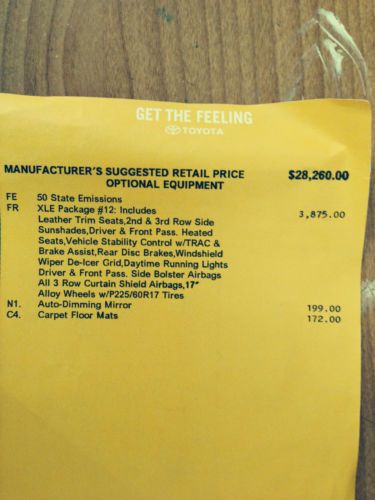 GET THE FEELING
TOYOTA
MANUFACTURER'S SUGGESTED RETAIL PRICE $28,260.00
OPTIONAL EQUIPMENT
FE 50 State Emissions
FR XLE Package #12: Includes 3,875.00
Leather Trim Seats,2nd & 3rd Row Side
Sunshades,Driver & Front Pass. Heated
Seats,Vehicle Stability Control w/TRAC &
Brake Assist,Rear Disc Brakes,Windshield
Wiper De-Icer Grid,Daytime Running Lights
Driver & Front Pass. Side Bolster Airbags
All 3 Row Curtain Shield Airbags,17"
Alloy Wheels w/P225/60R17 Tires
N1. Auto-Dimming Mirror 199.00
C4. Carpet Floor Mats 172.00